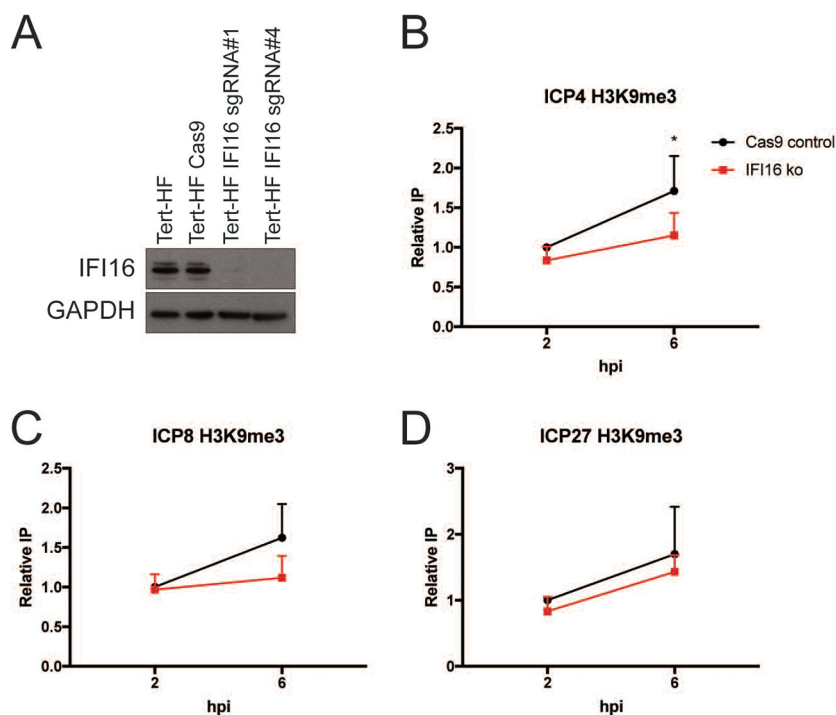 A
Tert-HF
Tert-HF Cas9
Tert-HF IFI16 sgRNA#1
Tert-HF IFI16 sgRNA#4
IFI16
GAPDH
B
ICP4 H3K9me3
2.5
2.0
1.5
1.0
0.5
0.0
Relative IP
*
2
6
hpi
Cas9 control
IFI16 ko
C
ICP8 H3K9me3
2.5
2.0
1.5
1.0
0.5
0.0
Relative IP
2
6
hpi
D
ICP27 H3K9me3
3
2
1
0
Relative IP
2
6
hpi